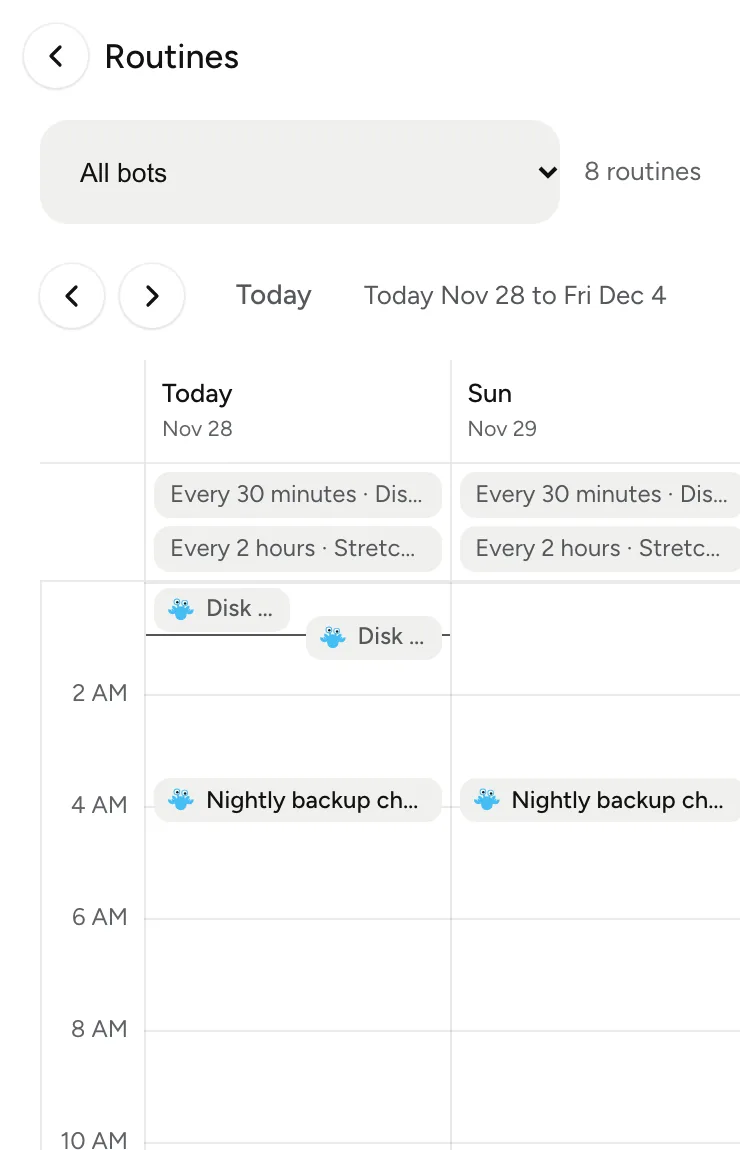 Routines
All bots
8 routines
Today
Today Nov 28 to Fri Dec 4
Today
Nov 28
Sun
Nov 29
Every 30 minutes · Dis...
Every 30 minutes · Dis...
Every 2 hours · Stretc...
Every 2 hours · Stretc...
Disk ...
Disk ...
2 AM
4 AM
Nightly backup ch...
Nightly backup ch...
6 AM
8 AM
10 AM